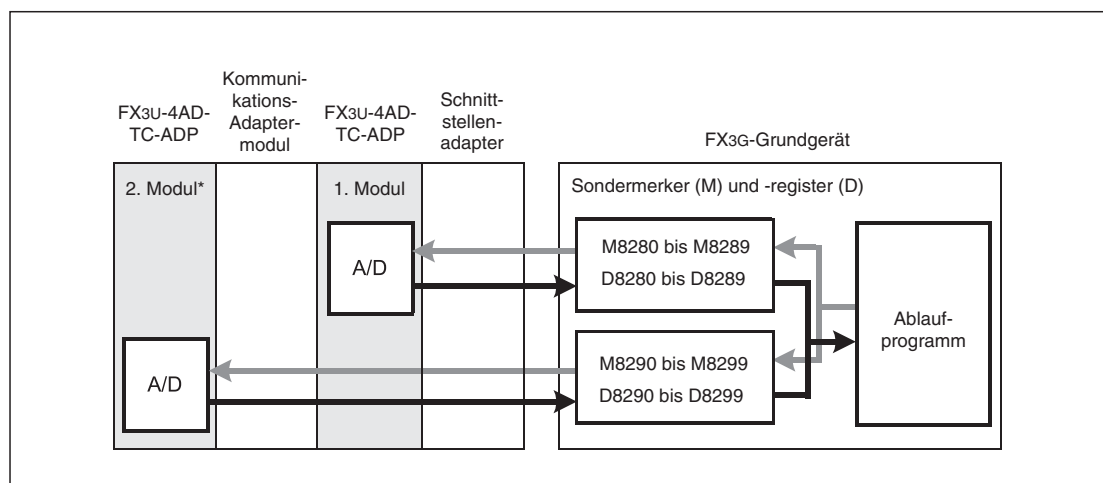 FX3U-4AD-
TC-ADP
Kommuni-
kations-
Adapter-
modul
FX3U-4AD-
TC-ADP
Schnitt-
stellen-
adapter
FX3G-Grundgerät
2. Modul*
1. Modul
Sondermerker (M) und -register (D)
A/D
M8280 bis M8289
D8280 bis D8289
Ablauf-
programm
A/D
M8290 bis M8299
D8290 bis D8299